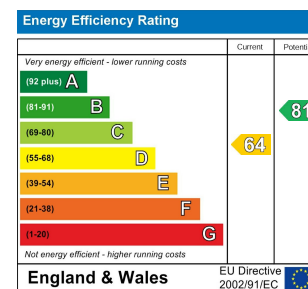 Energy Efficiency Rating
Current Potenti
Very energy efficient - lower running costs
(92 plus) A
(81-91) B
81
(69-80) C
64
(55-68) D
(39-54) E
(21-38) F
(1-20) G
Not energy efficient - higher running costs
England & Wales
EU Directive
2002/91/EC